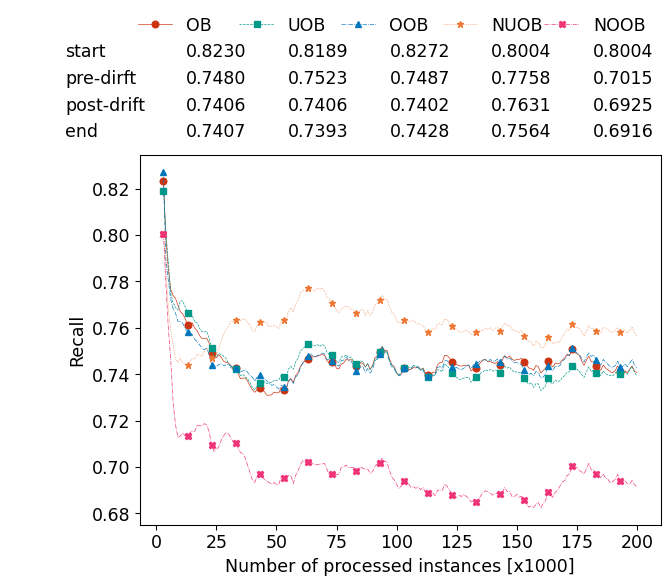 OB UOB OOB NUOB NOOB
start 0.8230 0.8189 0.8272 0.8004 0.8004
pre-dirft 0.7480 0.7523 0.7487 0.7758 0.7015
post-drift 0.7406 0.7406 0.7402 0.7631 0.6925
end 0.7407 0.7393 0.7428 0.7564 0.6916
0.82
0.80
0.78
0.76
0.74
0.72
0.70
0.68
Recall
0 25 50 75 100 125 150 175 200
Number of processed instances [x1000]